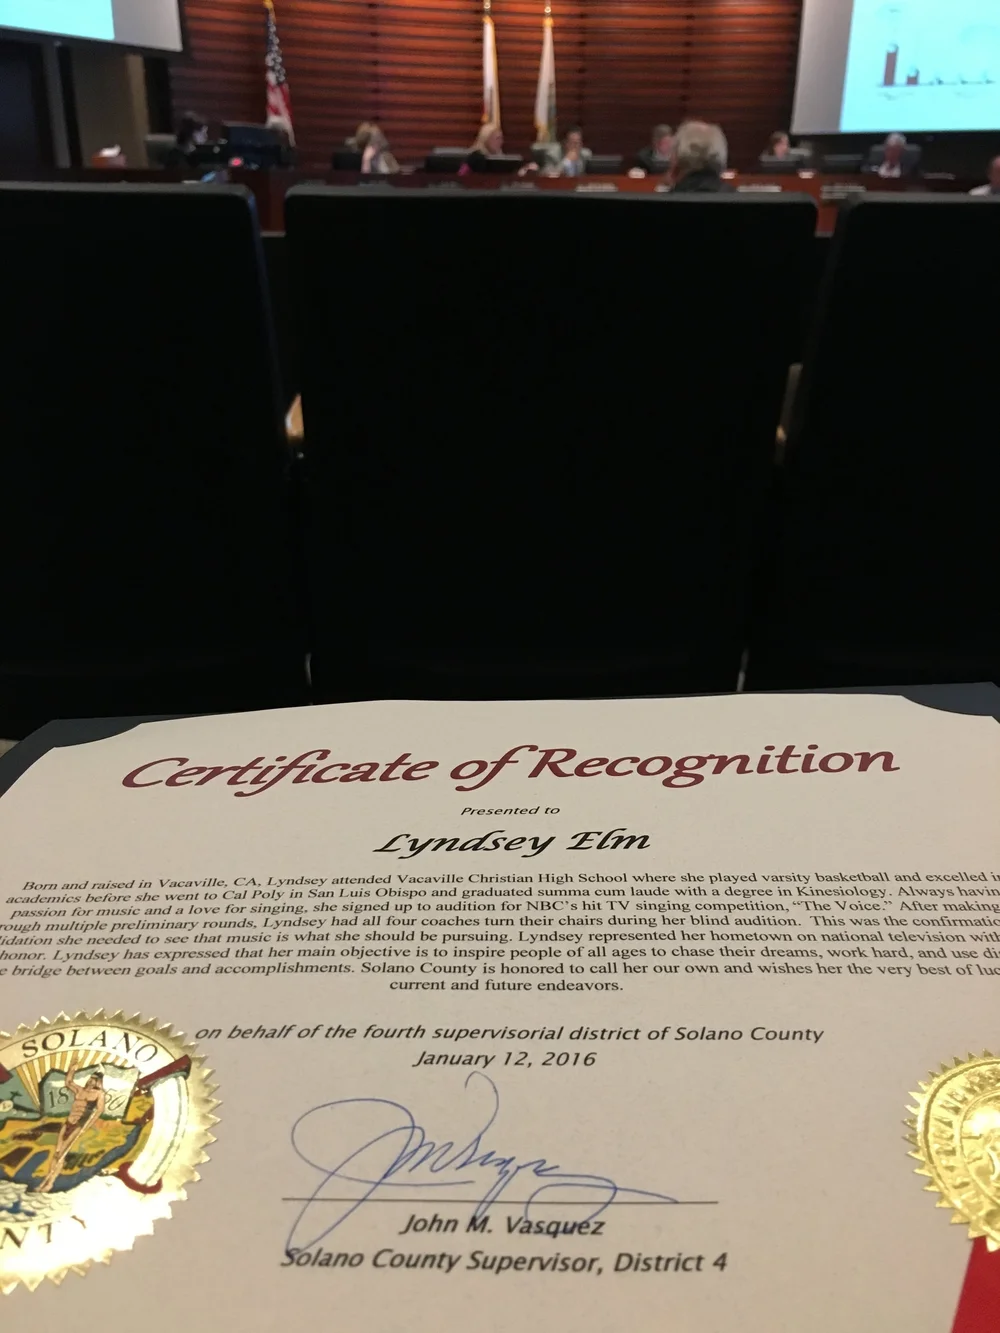 Certificate of Recognition
Presented to
Lyndsey Elm
Born and raised in Vacaville, CA, Lyndsey attended Vacaville Christian High School where she played varsity basketball and excelled in
academics before she went to Cal Poly in San Luis Obispo and graduated summa cum laude with a degree in Kinesiology. Always havin
passion for music and a love for singing, she signed up to audition for NBC's hit TV singing competition, “The Voice.” After making
rough multiple preliminary rounds, Lyndsey had all four coaches turn their chairs during her blind audition. This was the confirmatio
lidation she needed to see that music is what she should be pursuing. Lyndsey represented her hometown on national television with
honor. Lyndsey has expressed that her main objective is to inspire people of all ages to chase their dreams, work hard, and use di
e bridge between goals and accomplishments. Solano County is honored to call her our own and wishes her the very best of luc
current and future endeavors.
on behalf of the fourth supervisorial district of Solano County
January 12, 2016
SOLANO
1850
NTY
John M. Vasquez
Solano County Supervisor, District 4